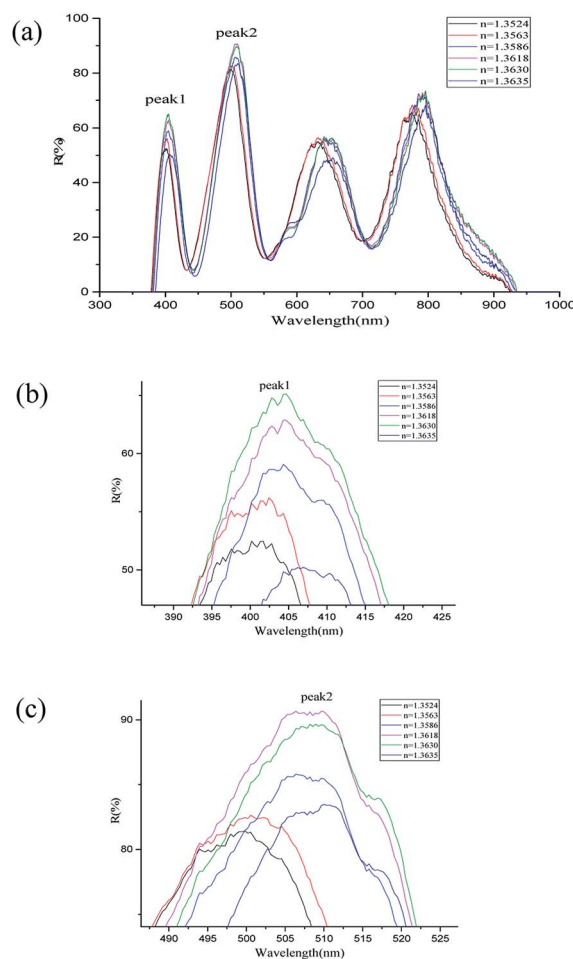 (a)
100
80
60
40
20
0
R(%)
peak1
peak2
n=1.3524
n=1.3563
n=1.3586
n=1.3618
n=1.3630
n=1.3635
300 400 500 600 700 800 900 1000
Wavelength(nm)
(b)
peak1
60
50
R(%)
n=1.3524
n=1.3563
n=1.3586
n=1.3618
n=1.3630
n=1.3635
390 395 400 405 410 415 420 425
Wavelength(nm)
(c)
peak2
90
80
R(%)
n=1.3524
n=1.3563
n=1.3586
n=1.3618
n=1.3630
n=1.3635
490 495 500 505 510 515 520 525
Wavelength(nm)